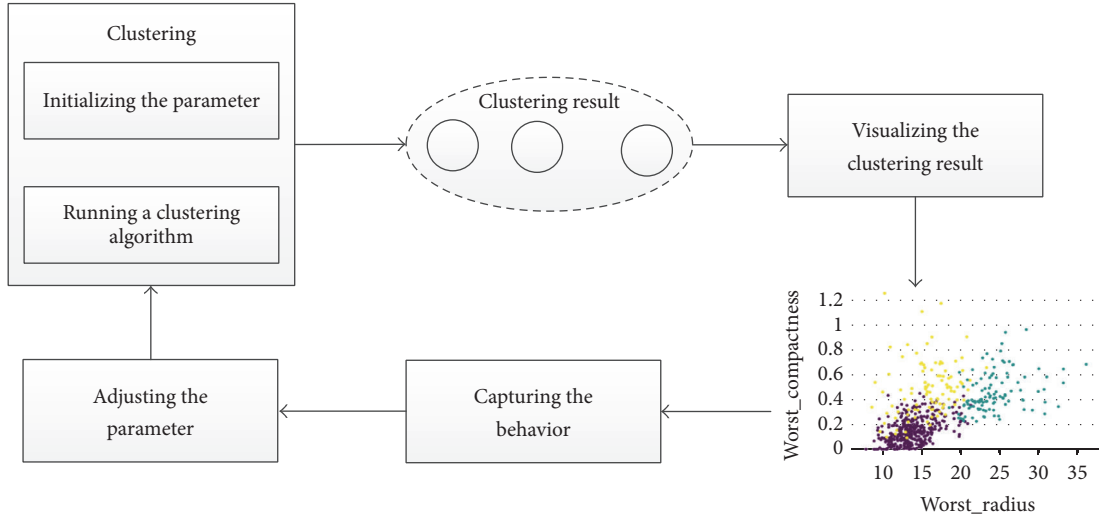 Clustering
Initializing the parameter
Running a clustering
algorithm
Clustering result
Visualizing the
clustering result
Worst_compactness
1.2
1
0.8
0.6
0.4
0.2
0
10 15 20 25 30 35
Worst_radius
Capturing the
behavior
Adjusting the
parameter